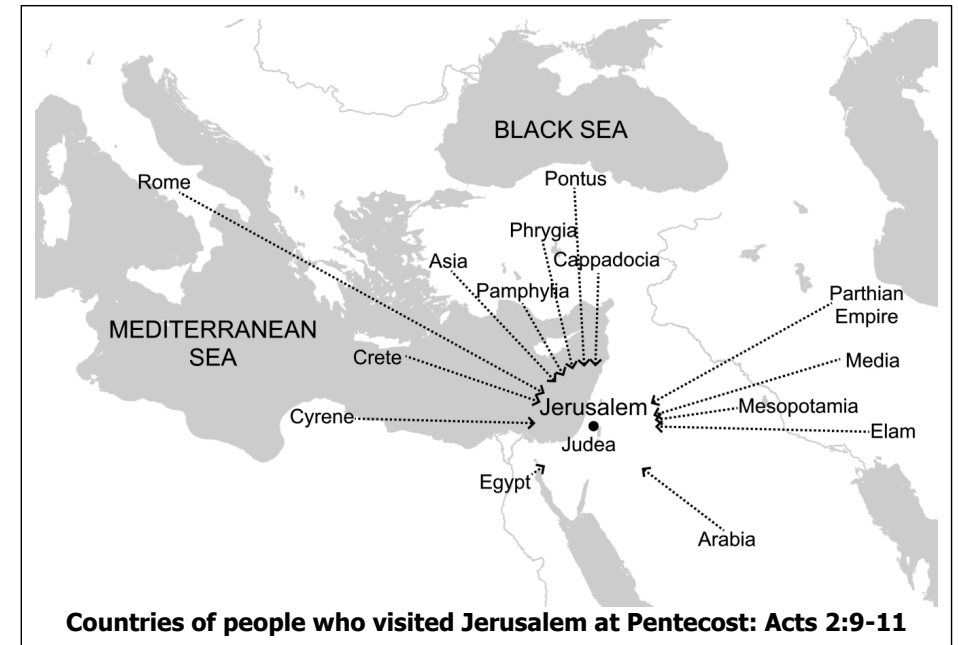 BLACK SEA
Rome
Pontus
Phrygia
Asia
Cappadocia
Pamphylia
Parthian
Empire
MEDITERRANEAN
SEA
Crete
Media
Jerusalem
Mesopotamia
Cyrene
Elam
Judea
Egypt
Arabia
Countries of people who visited Jerusalem at Pentecost: Acts 2:9-11